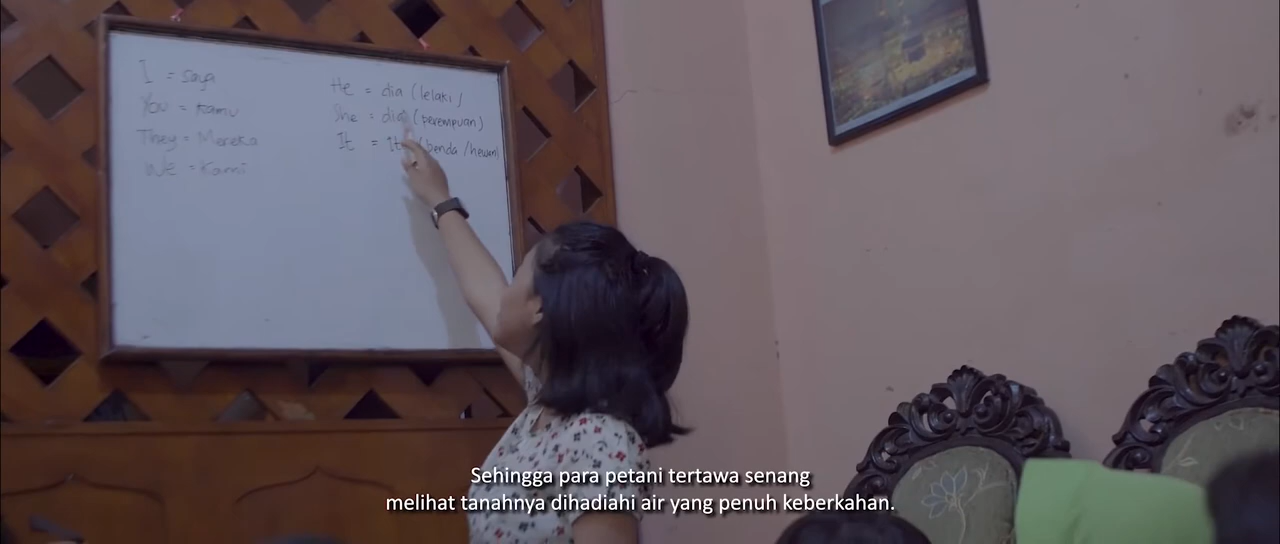 I = Saya
You = Kamu
They = Mereka
We = Kami
He = dia (lelaki)
She = dia (perempuan)
It = (benda / hewan)
Sehingga para petani tertawa senang
melihat tanahnya dihadiahi air yang penuh keberkahan.